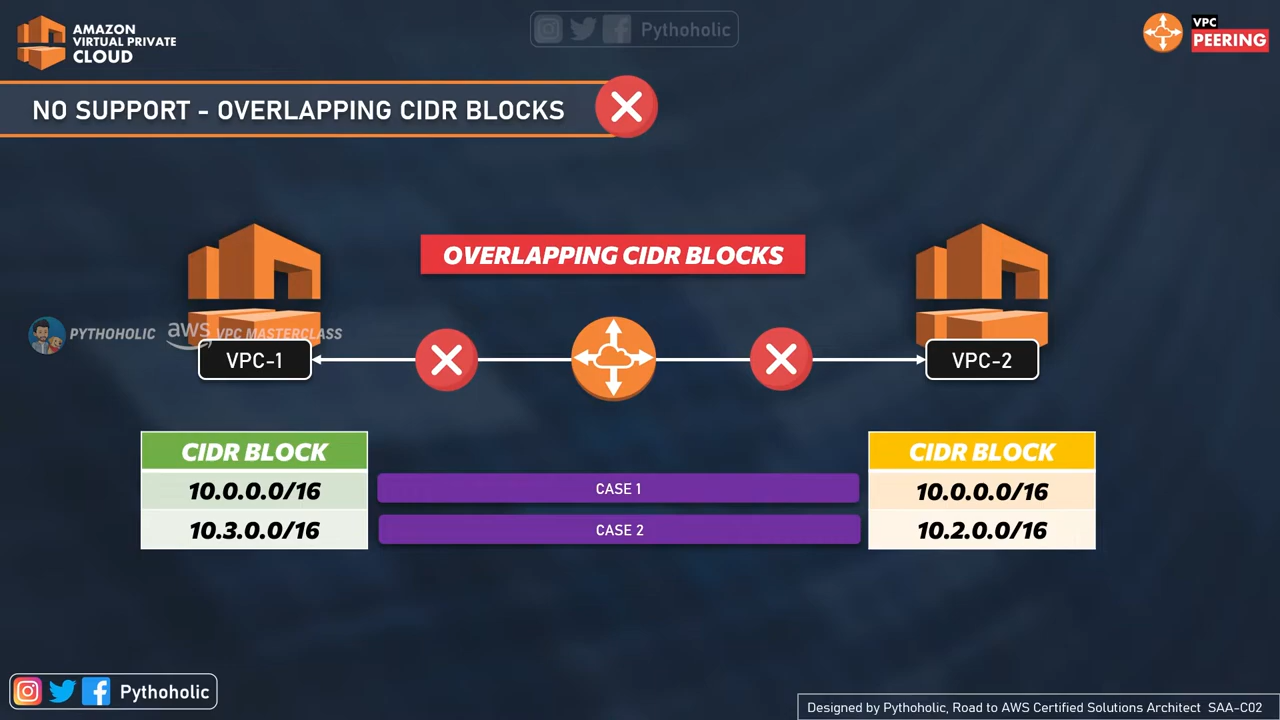 AMAZON
VIRTUAL PRIVATE
CLOUD
Pythoholic
VPC
PEERING
NO SUPPORT - OVERLAPPING CIDR BLOCKS
OVERLAPPING CIDR BLOCKS
PYTHOHOLIC aws VPC MASTERCLASS
VPC-1
VPC-2
CIDR BLOCK
10.0.0.0/16
10.3.0.0/16
CASE 1
CASE 2
CIDR BLOCK
10.0.0.0/16
10.2.0.0/16
Pythoholic
Designed by Pythoholic, Road to AWS Certified Solutions Architect SAA-C02